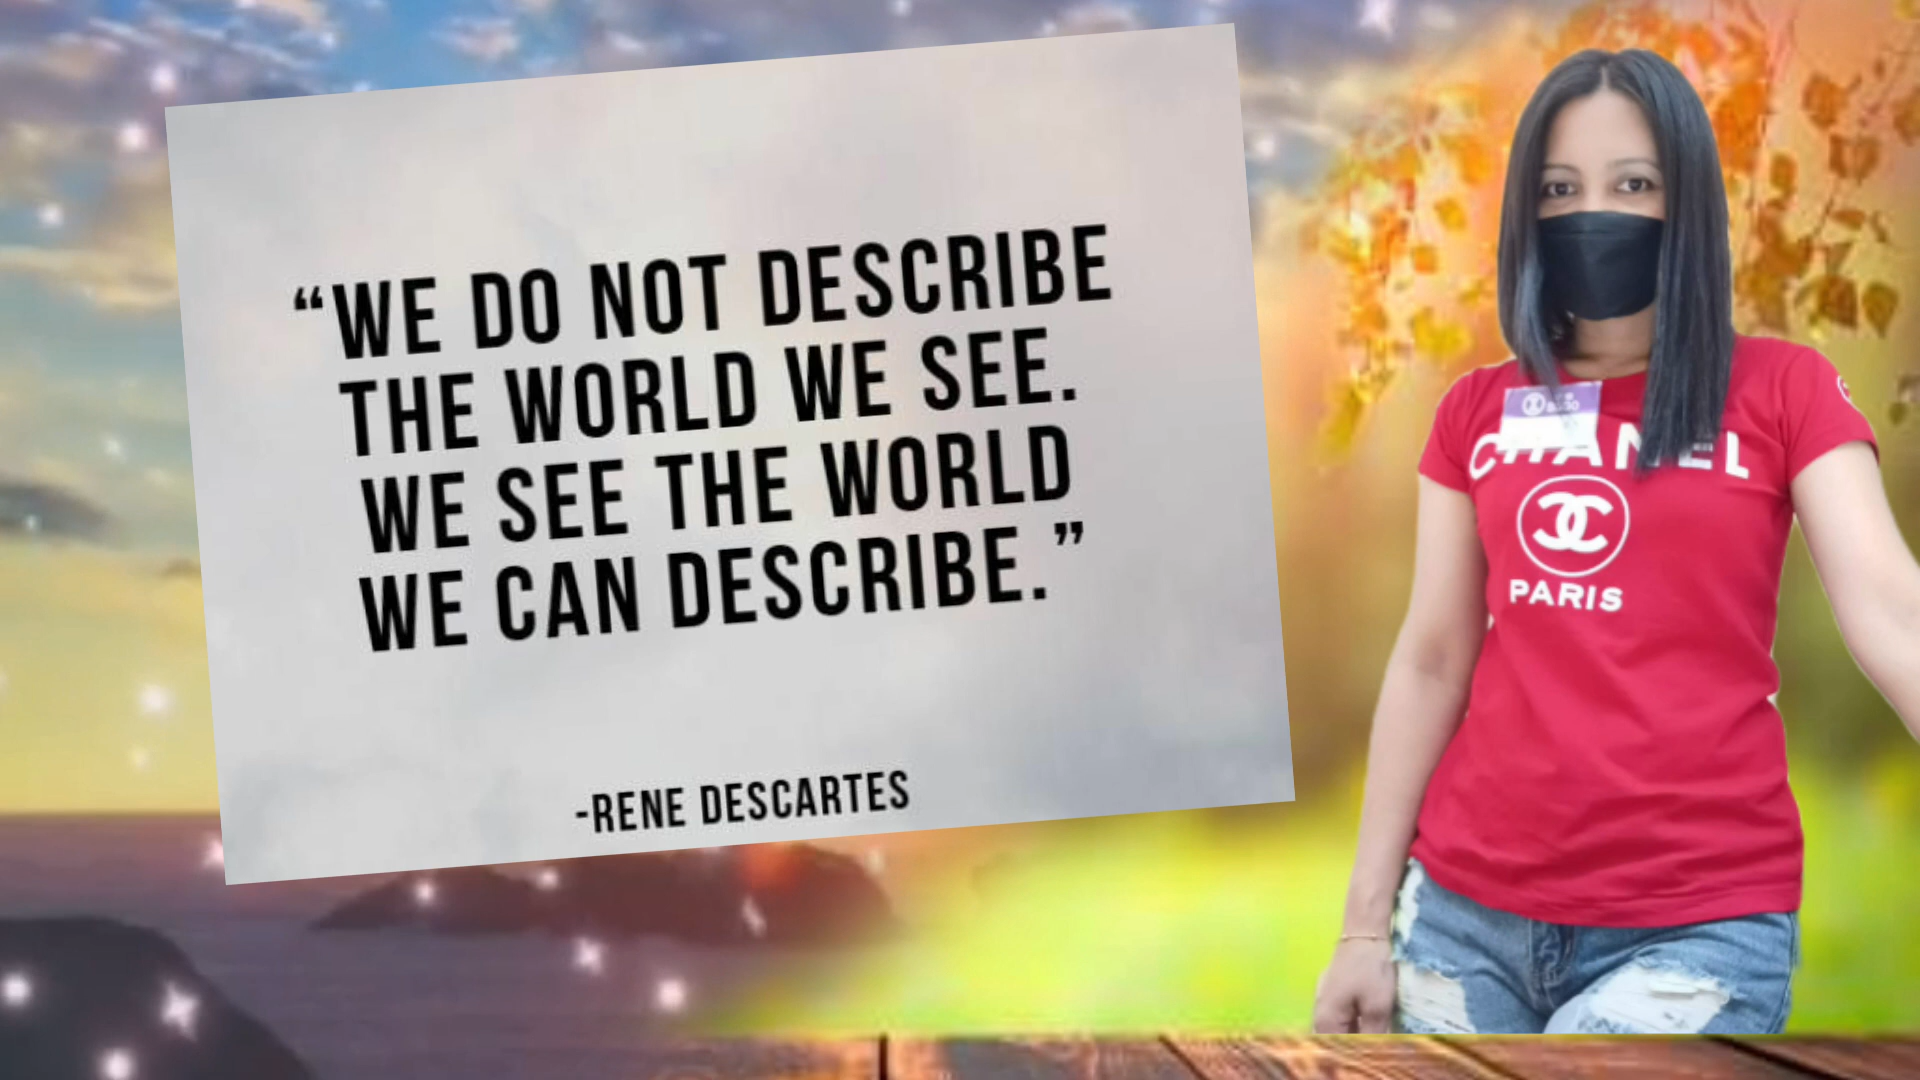 “WE DO NOT DESCRIBE
THE WORLD WE SEE.
WE SEE THE WORLD
WE CAN DESCRIBE.”
-RENE DESCARTES
CHANEL
PARIS